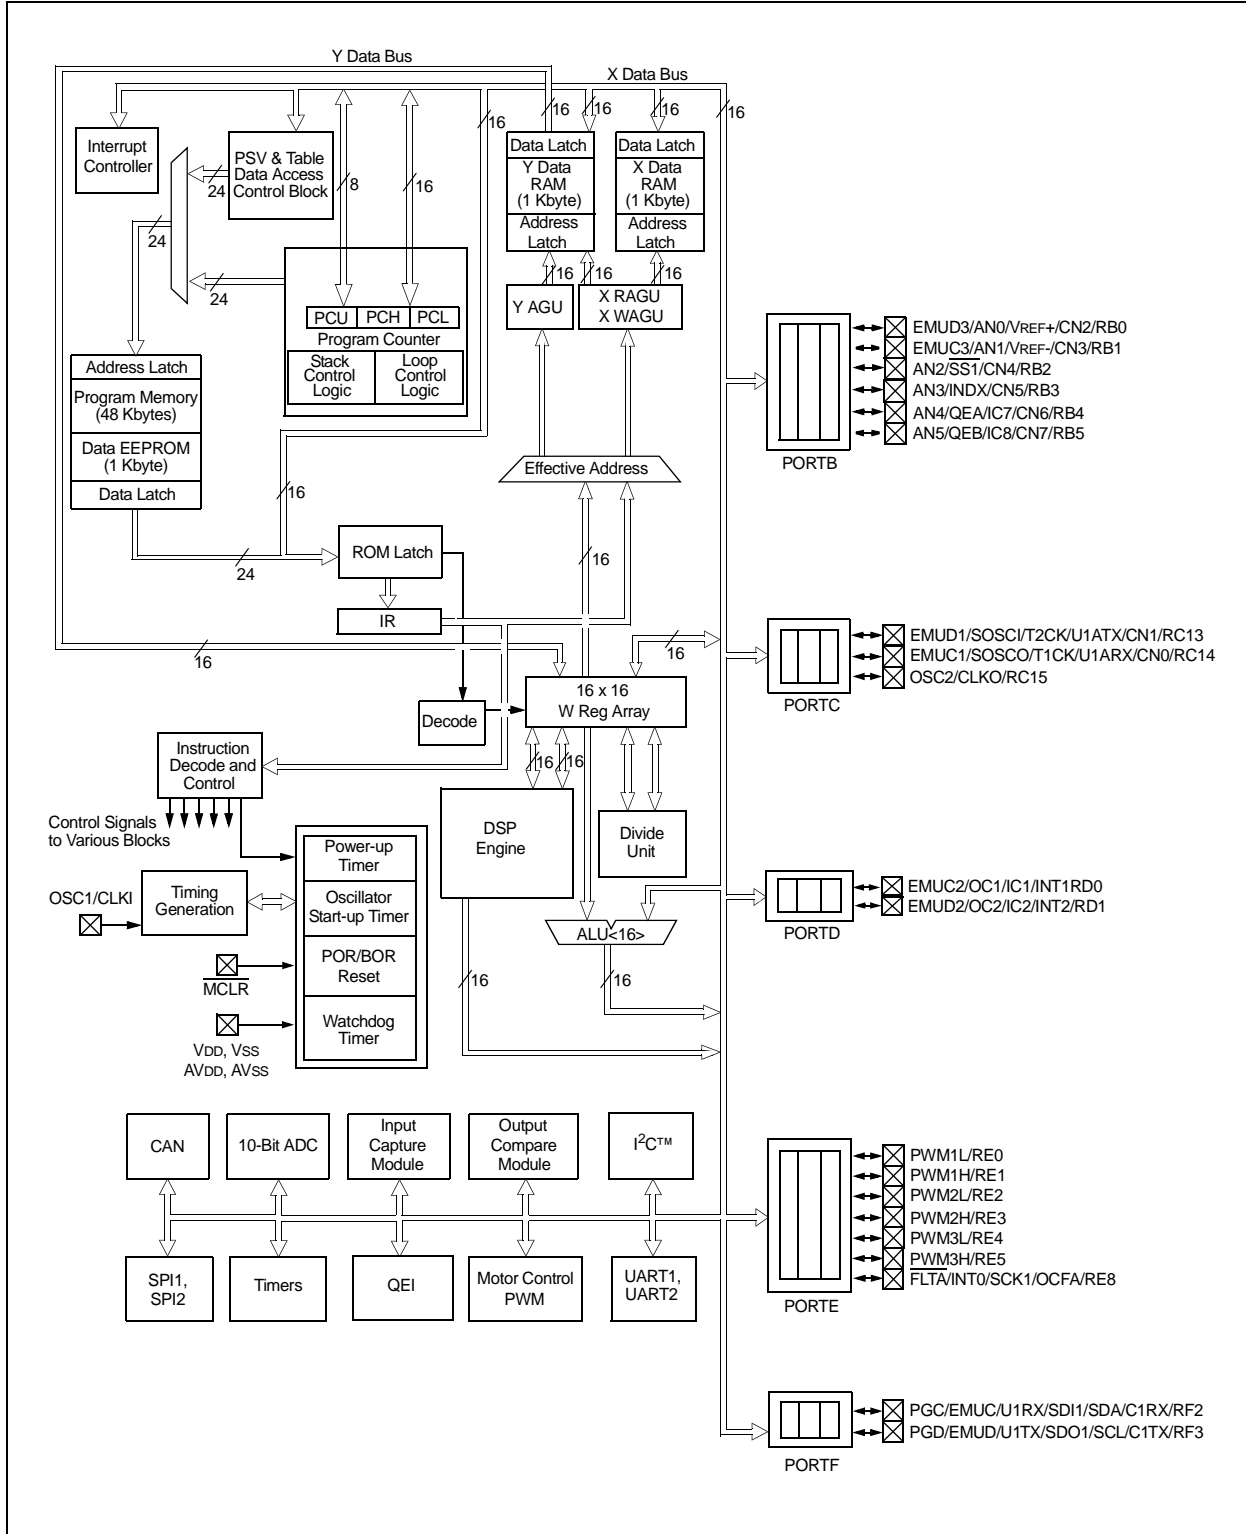 Y Data Bus
X Data Bus
16
16
16
16
16
Interrupt
Controller
PSV & Table
Data Access
Control Block
24
8
16
24
24
Data Latch
Y Data
RAM
(1 Kbyte)
Address
Latch
Data Latch
X Data
RAM
(1 Kbyte)
Address
Latch
16
16
16
Y AGU
X RAGU
X WAGU
PCU
PCH
PCL
Program Counter
Stack
Control
Logic
Loop
Control
Logic
Address Latch
Program Memory
(48 Kbytes)
Data EEPROM
(1 Kbyte)
Data Latch
Effective Address
16
24
ROM Latch
16
IR
16
16
16 x 16
W Reg Array
Decode
Instruction
Decode and
Control
16
16
Control Signals
to Various Blocks
DSP
Engine
Divide
Unit
Power-up
Timer
Oscillator
Start-up Timer
POR/BOR
Reset
Watchdog
Timer
OSC1/CLKI
Timing
Generation
MCLR
VDD, VSS
AVDD, AVSS
ALU<16>
16
16
CAN
10-Bit ADC
Input
Capture
Module
Output
Compare
Module
I²C™
SPI1,
SPI2
Timers
QEI
Motor Control
PWM
UART1,
UART2
EMUD3/AN0/VREF+/CN2/RB0
EMUC3/AN1/VREF-/CN3/RB1
AN2/SS1/CN4/RB2
AN3/INDX/CN5/RB3
AN4/QEA/IC7/CN6/RB4
AN5/QEB/IC8/CN7/RB5
PORTB
EMUD1/SOSCI/T2CK/U1ATX/CN1/RC13
EMUC1/SOSCO/T1CK/U1ARX/CN0/RC14
OSC2/CLKO/RC15
PORTC
EMUC2/OC1/IC1/INT1RD0
EMUD2/OC2/IC2/INT2/RD1
PORTD
PWM1L/RE0
PWM1H/RE1
PWM2L/RE2
PWM2H/RE3
PWM3L/RE4
PWM3H/RE5
FLTA/INT0/SCK1/OCFA/RE8
PORTE
PGC/EMUC/U1RX/SDI1/SDA/C1RX/RF2
PGD/EMUD/U1TX/SDO1/SCL/C1TX/RF3
PORTF